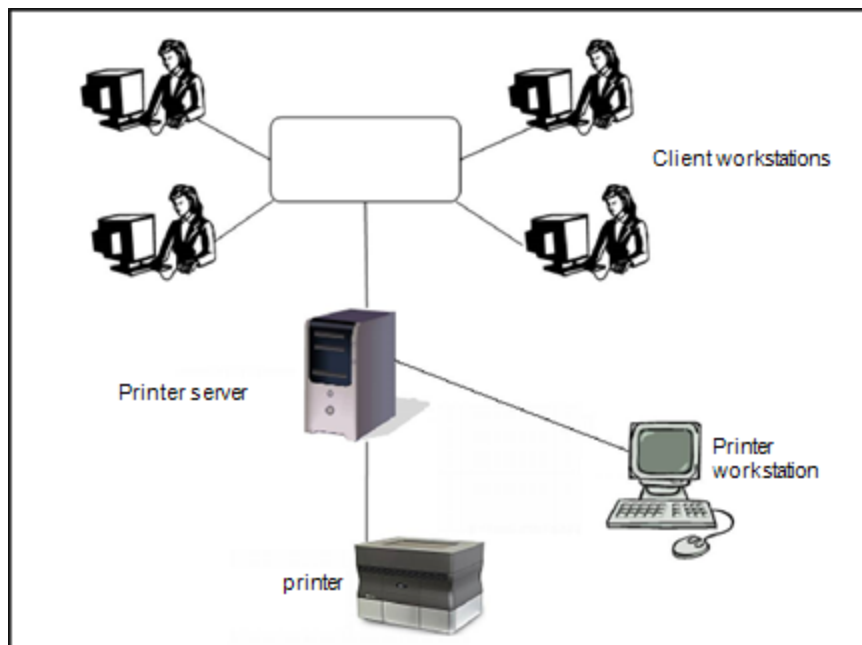 Client workstations
Printer server
Printer
workstation
printer